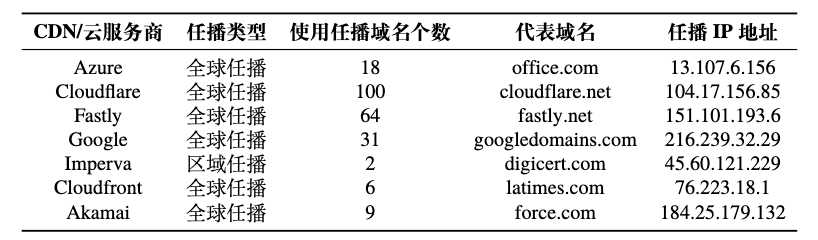 CDN/云服务商 任播类型 使用任播域名个数 代表域名 任播 IP 地址
Azure 全球任播 18 office.com 13.107.6.156
Cloudflare 全球任播 100 cloudflare.net 104.17.156.85
Fastly 全球任播 64 fastly.net 151.101.193.6
Google 全球任播 31 googledomains.com 216.239.32.29
Imperva 区域任播 2 digicert.com 45.60.121.229
Cloudfront 全球任播 6 latimes.com 76.223.18.1
Akamai 全球任播 9 force.com 184.25.179.132